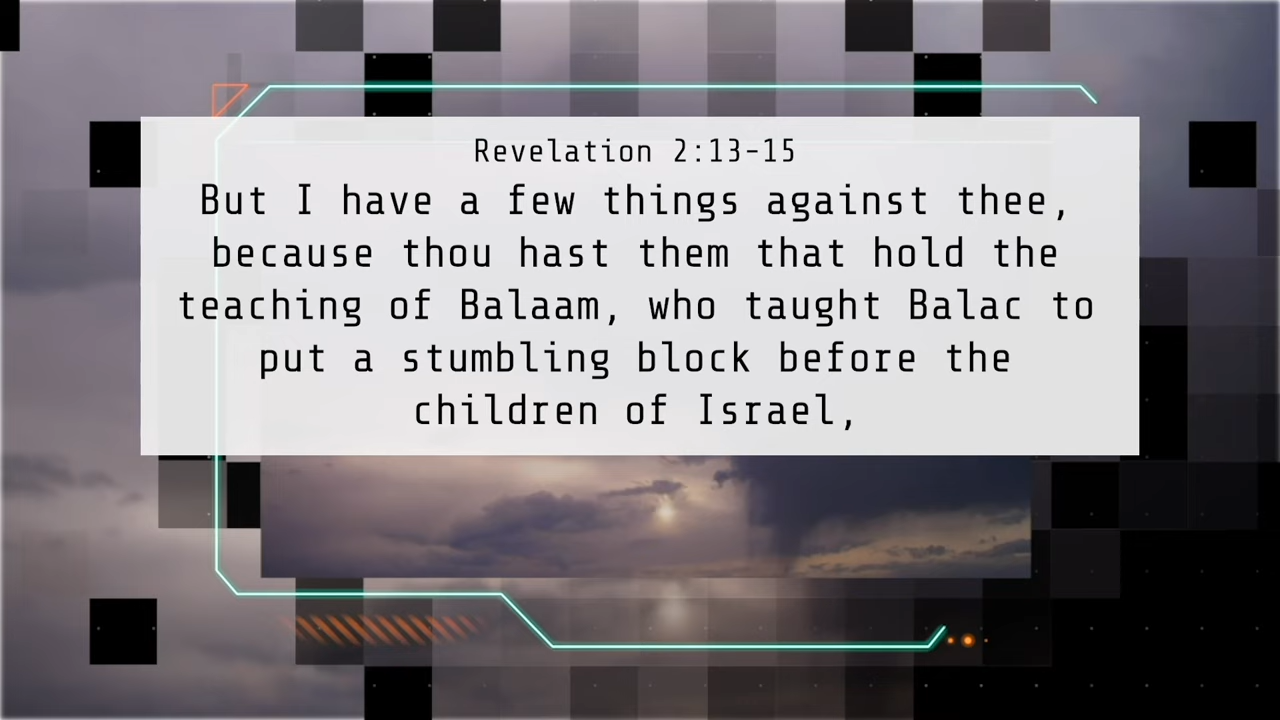 Revelation 2:13-15
But I have a few things against thee,
because thou hast them that hold the
teaching of Balaam, who taught Balac to
put a stumbling block before the
children of Israel,